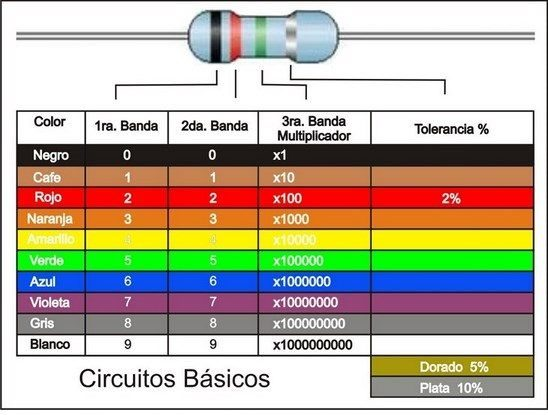 Color 1ra. Banda 2da. Banda 3ra. Banda Multiplicador Tolerancia %
Negro 0 0 x1
Cafe 1 1 x10
Rojo 2 2 x100 2%
Naranja 3 3 x1000
Amarillo 4 4 x10000
Verde 5 5 x100000
Azul 6 6 x1000000
Violeta 7 7 x10000000
Gris 8 8 x100000000
Blanco 9 9 x1000000000
Dorado 5%
Plata 10%
Circuitos Básicos